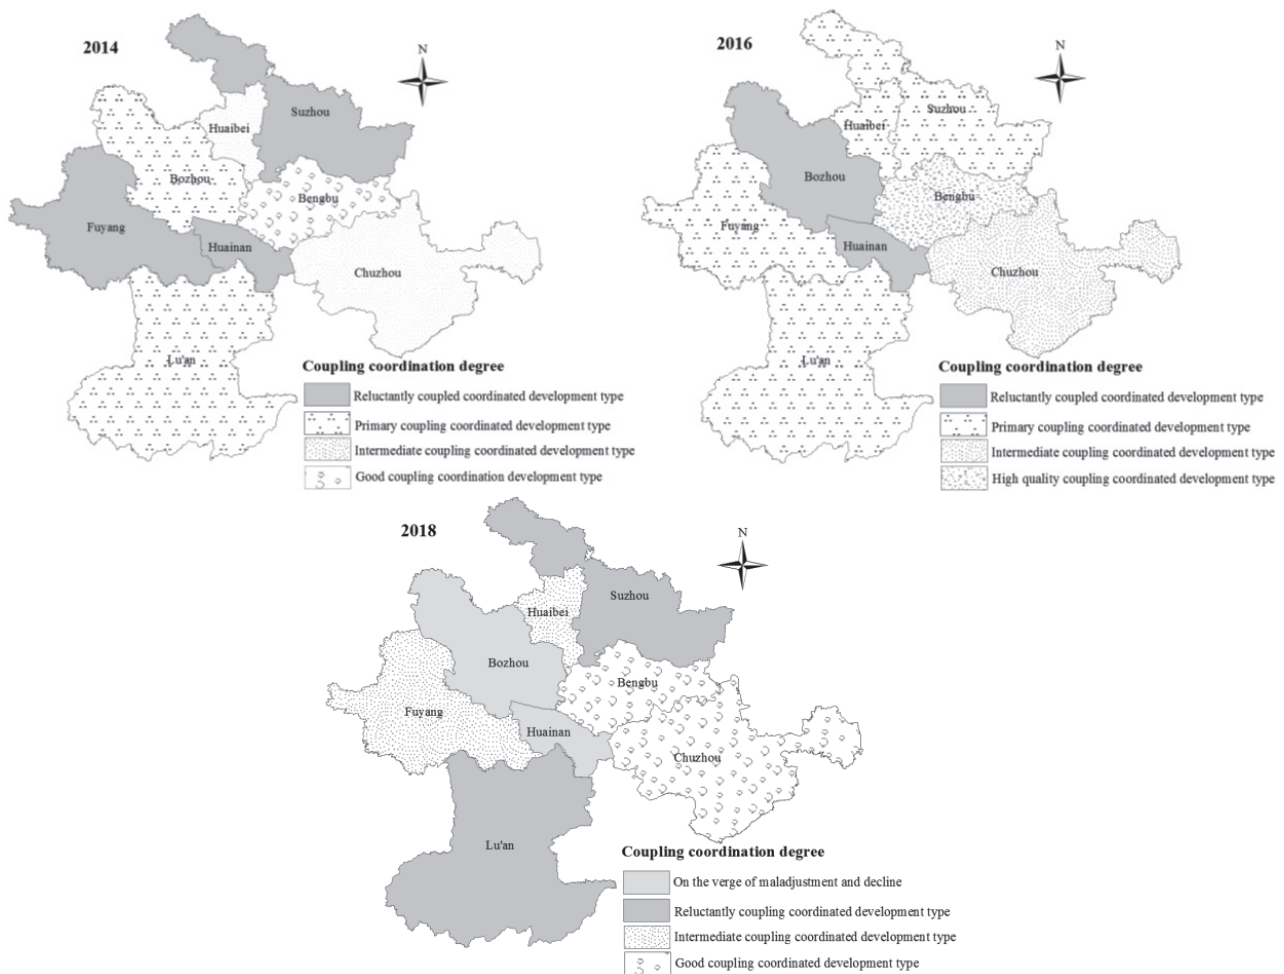 2014
N
Suzhou
Huaibei
Bozhou
Bengbu
Fuyang
Huainan
Chuzhou
Lu'an
Coupling coordination degree
Reluctantly coupled coordinated development type
Primary coupling coordinated development type
Intermediate coupling coordinated development type
Good coupling coordination development type
2016
N
Suzhou
Huaibei
Bozhou
Bengbu
Fuyang
Huainan
Chuzhou
Lu'an
Coupling coordination degree
Reluctantly coupled coordinated development type
Primary coupling coordinated development type
Intermediate coupling coordinated development type
High quality coupling coordinated development type
2018
N
Suzhou
Huaibei
Bozhou
Bengbu
Fuyang
Huainan
Chuzhou
Lu'an
Coupling coordination degree
On the verge of maladjustment and decline
Reluctantly coupling coordinated development type
Intermediate coupling coordinated development type
Good coupling coordinated development type